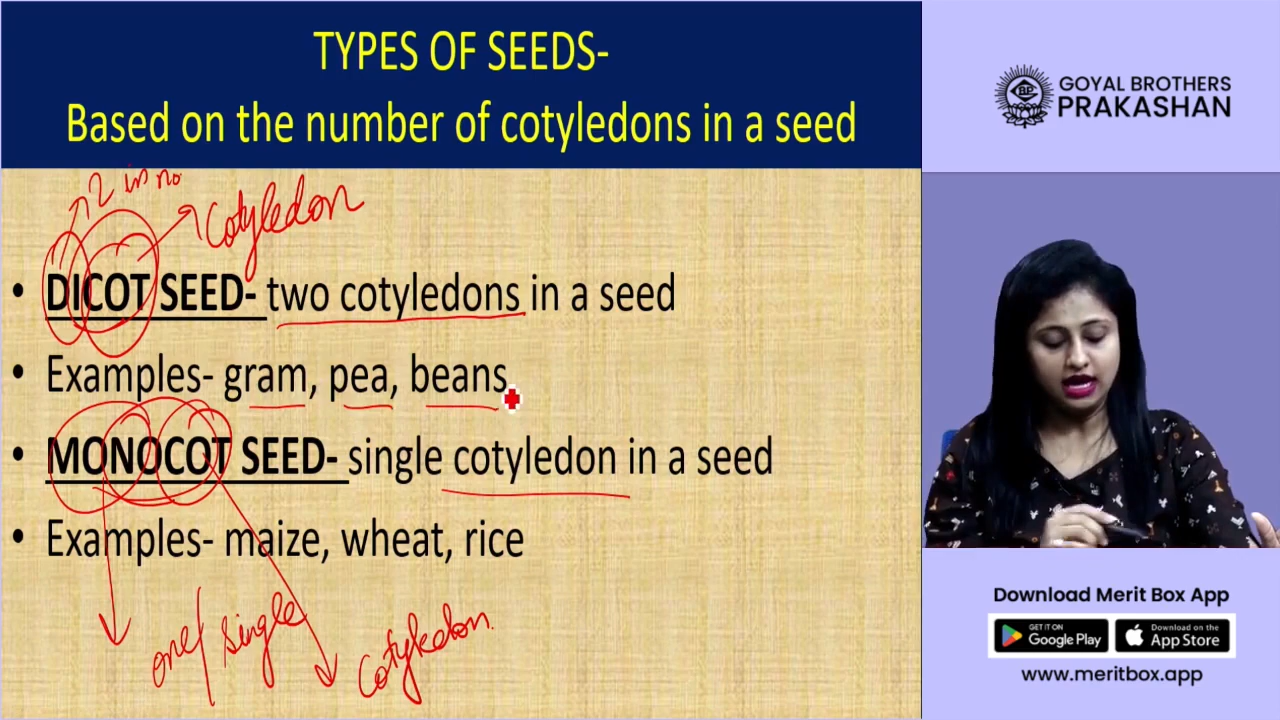 TYPES OF SEEDS-
Based on the number of cotyledons in a seed
2 in no
Cotyledon
• DICOT SEED- two cotyledons in a seed
• Examples- gram, pea, beans
• MONOCOT SEED- single cotyledon in a seed
• Examples- maize, wheat, rice
one/single
cotyledon.
GBP
GOYAL BROTHERS
PRAKASHAN
Download Merit Box App
GET IT ON
Google Play
Download on the
App Store
www.meritbox.app